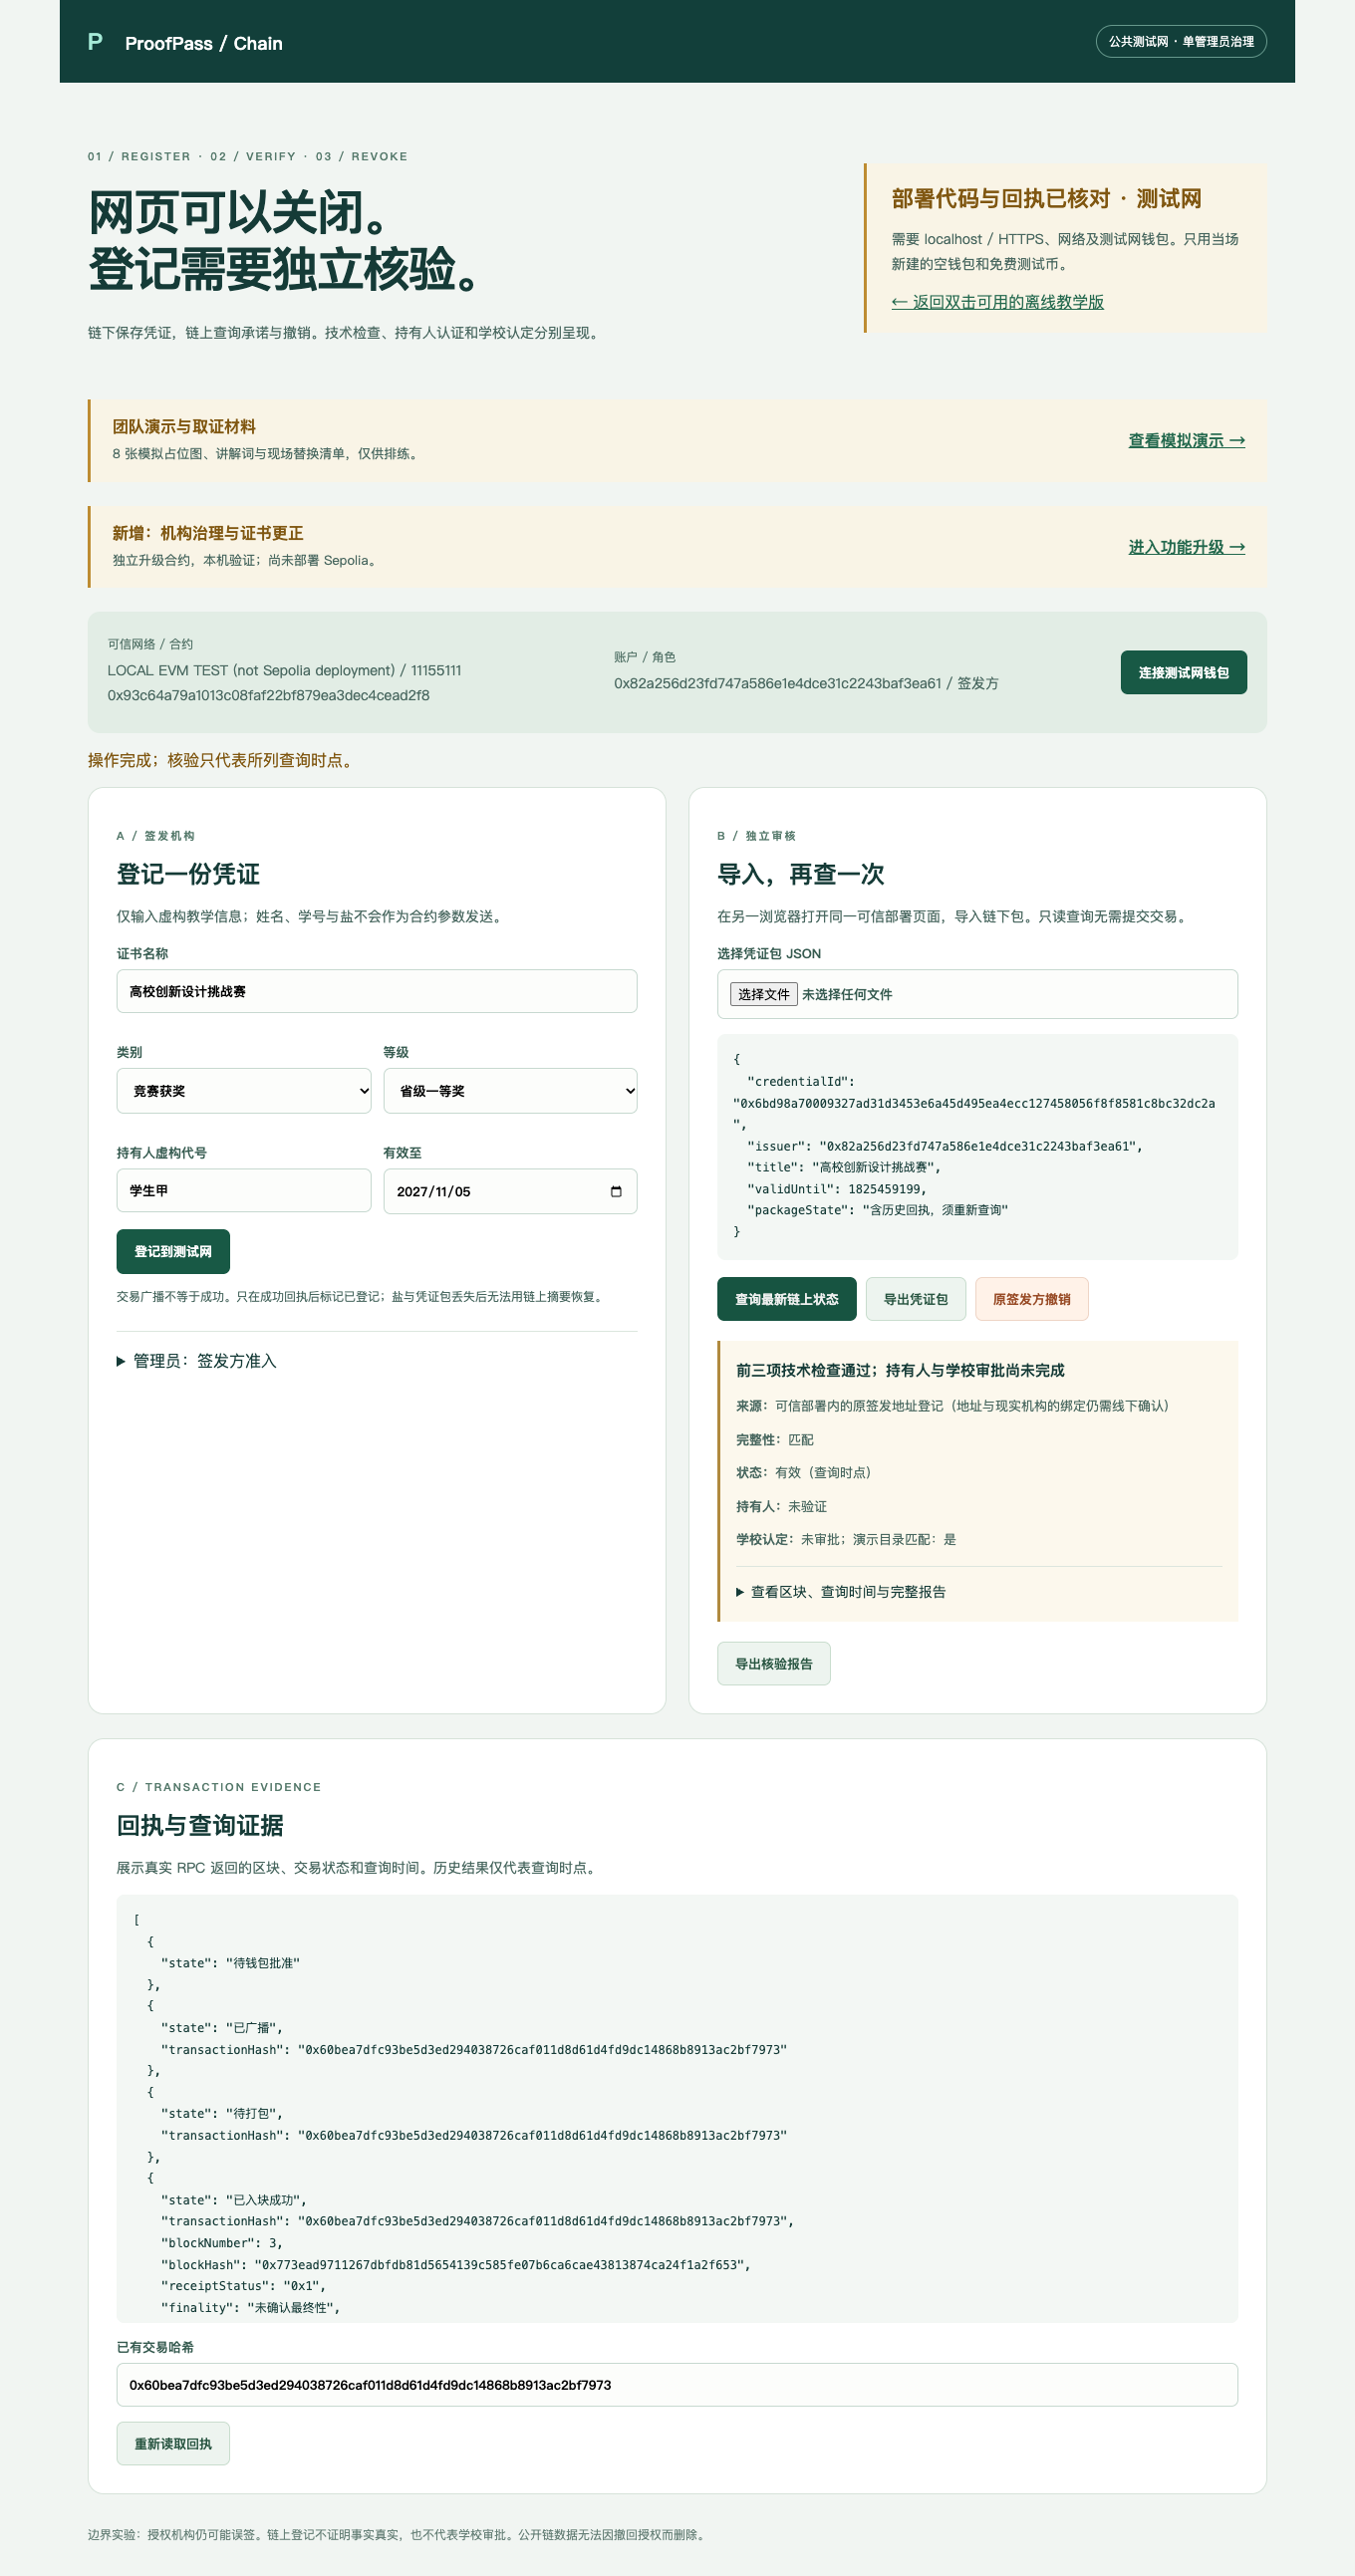 P ProofPass / Chain
公共测试网 · 单管理员治理
01 / REGISTER · 02 / VERIFY · 03 / REVOKE
网页可以关闭。
登记需要独立核验。
链下保存凭证，链上查询承诺与撤销。技术检查、持有人认证和学校认定分别呈现。
部署代码与回执已核对 · 测试网
需要 localhost / HTTPS、网络及测试网钱包。只用当场
新建的空钱包和免费测试币。
← 返回双击可用的离线教学版
团队演示与取证材料
8 张模拟占位图、讲解词与现场替换清单，仅供排练。
查看模拟演示 →
新增：机构治理与证书更正
独立升级合约，本机验证；尚未部署 Sepolia。
进入功能升级 →
可信网络 / 合约
LOCAL EVM TEST (not Sepolia deployment) / 11155111
0x93c64a79a1013c08faf22bf879ea3dec4cead2f8
账户 / 角色
0x82a256d23fd747a586e1e4dce31c2243baf3ea61 / 签发方
连接测试网钱包
操作完成；核验只代表所列查询时点。
A / 签发机构
登记一份凭证
仅输入虚构教学信息；姓名、学号与盐不会作为合约参数发送。
证书名称
高校创新设计挑战赛
类别
等级
竞赛获奖
省级一等奖
持有人虚构代号
有效至
学生甲
2027/11/05
登记到测试网
交易广播不等于成功。只在成功回执后标记已登记；盐与凭证包丢失后无法用链上摘要恢复。
▶ 管理员：签发方准入
B / 独立审核
导入，再查一次
在另一浏览器打开同一可信部署页面，导入链下包。只读查询无需提交交易。
选择凭证包 JSON
选择文件 未选择任何文件
{
"credentialId":
"0x6bd98a70009327ad31d3453e6a45d495ea4ecc127458056f8f8581c8bc32dc2a
",
"issuer": "0x82a256d23fd747a586e1e4dce31c2243baf3ea61",
"title": "高校创新设计挑战赛",
"validUntil": 1825459199,
"packageState": "含历史回执，须重新查询"
}
查询最新链上状态
导出凭证包
原签发方撤销
前三项技术检查通过；持有人与学校审批尚未完成
来源：可信部署内的原签发地址登记（地址与现实机构的绑定仍需线下确认）
完整性：匹配
状态：有效（查询时点）
持有人：未验证
学校认定：未审批；演示目录匹配：是
▶ 查看区块、查询时间与完整报告
导出核验报告
C / TRANSACTION EVIDENCE
回执与查询证据
展示真实 RPC 返回的区块、交易状态和查询时间。历史结果仅代表查询时点。
[
{
"state": "待钱包批准"
},
{
"state": "已广播",
"transactionHash": "0x60bea7dfc93be5d3ed294038726caf011d8d61d4fd9dc14868b8913ac2bf7973"
},
{
"state": "待打包",
"transactionHash": "0x60bea7dfc93be5d3ed294038726caf011d8d61d4fd9dc14868b8913ac2bf7973"
},
{
"state": "已入块成功",
"transactionHash": "0x60bea7dfc93be5d3ed294038726caf011d8d61d4fd9dc14868b8913ac2bf7973",
"blockNumber": 3,
"blockHash": "0x773ead9711267dbfdb81d5654139c585fe07b6ca6cae43813874ca24f1a2f653",
"receiptStatus": "0x1",
"finality": "未确认最终性",
已有交易哈希
0x60bea7dfc93be5d3ed294038726caf011d8d61d4fd9dc14868b8913ac2bf7973
重新读取回执
边界实验：授权机构仍可能误签。链上登记不证明事实真实，也不代表学校审批。公开链数据无法因撤回授权而删除。